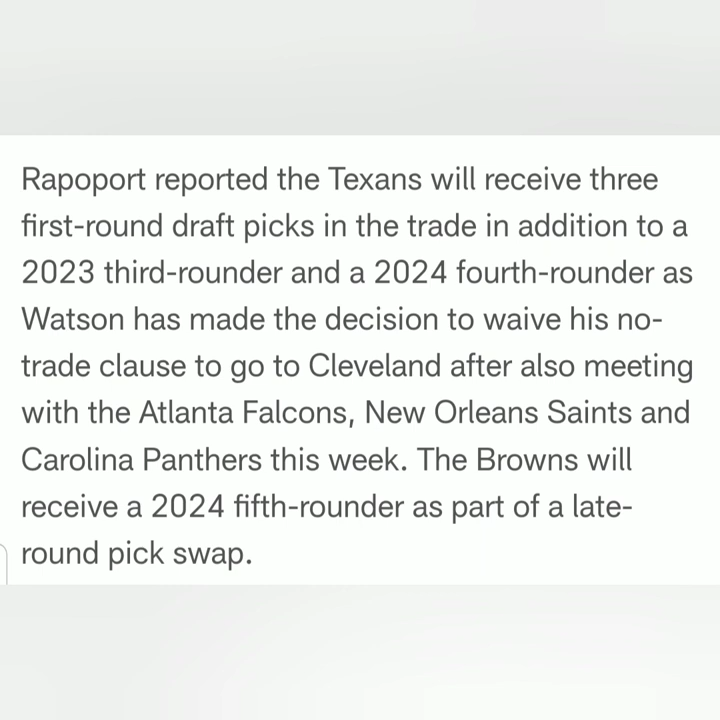 Rapoport reported the Texans will receive three
first-round draft picks in the trade in addition to a
2023 third-rounder and a 2024 fourth-rounder as
Watson has made the decision to waive his no-
trade clause to go to Cleveland after also meeting
with the Atlanta Falcons, New Orleans Saints and
Carolina Panthers this week. The Browns will
receive a 2024 fifth-rounder as part of a late-
round pick swap.